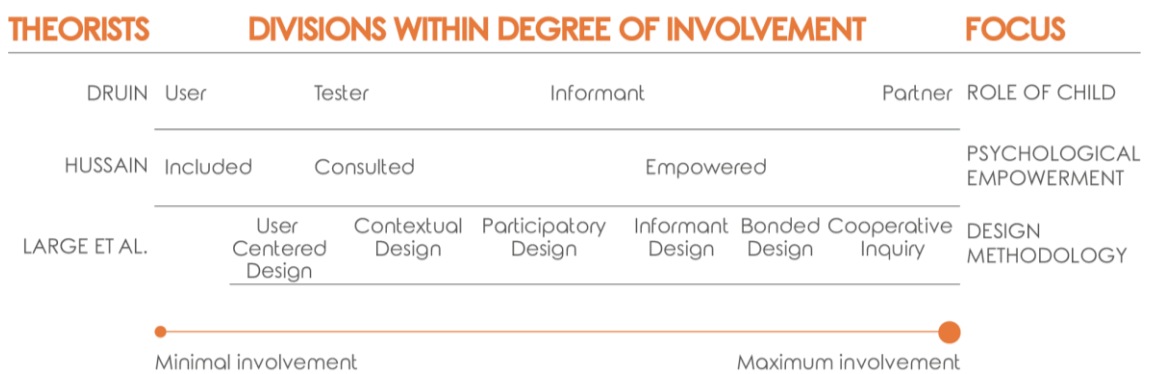 THEORISTS DIVISIONS WITHIN DEGREE OF INVOLVEMENT FOCUS
DRUIN User Tester Informant Partner ROLE OF CHILD
HUSSAIN Included Consulted Empowered PSYCHOLOGICAL EMPOWERMENT
LARGE ET AL. User Centered Design Contextual Design Participatory Design Informant Design Bonded Design Cooperative Inquiry DESIGN METHODOLOGY
Minimal involvement Maximum involvement